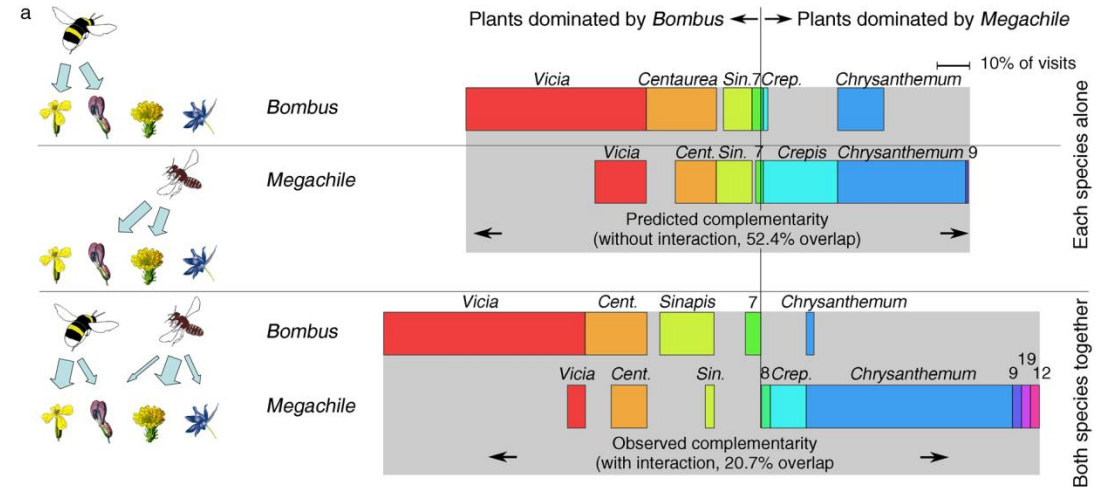 a
Plants dominated by Bombus Plants dominated by Megachile
10% of visits
Vicia Centaurea Sin. 7 Crep. Chrysanthemum
Bombus
Vicia Cent. Sin. 7 Crepis Chrysanthemum 9
Megachile
Predicted complementarity
(without interaction, 52.4% overlap)
Each species alone
Vicia Cent. Sinapis 7 Chrysanthemum
Bombus
19
Vicia Cent. Sin. 8 Crep. Chrysanthemum 9 12
Megachile
Observed complementarity
(with interaction, 20.7% overlap
Both species together